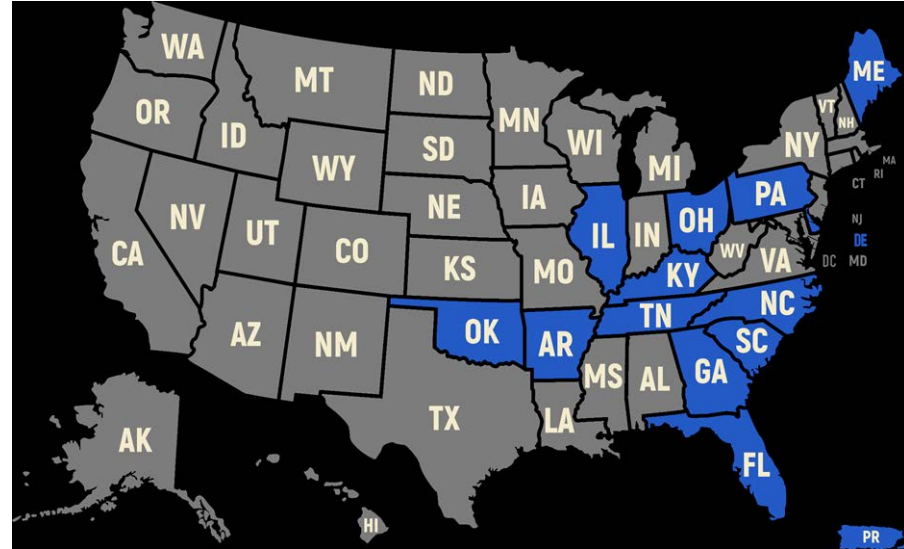 WA
MT
ND
MN
ME
VT
NH
OR
ID
SD
WI
MI
NY
MA
RI
CT
WY
IA
PA
NE
NV
UT
CO
IL
IN
OH
NJ
DE
CA
KS
MO
KY
WV
VA
DC
MD
AZ
NM
OK
AR
TN
NC
SC
MS
AL
GA
TX
LA
FL
AK
HI
PR